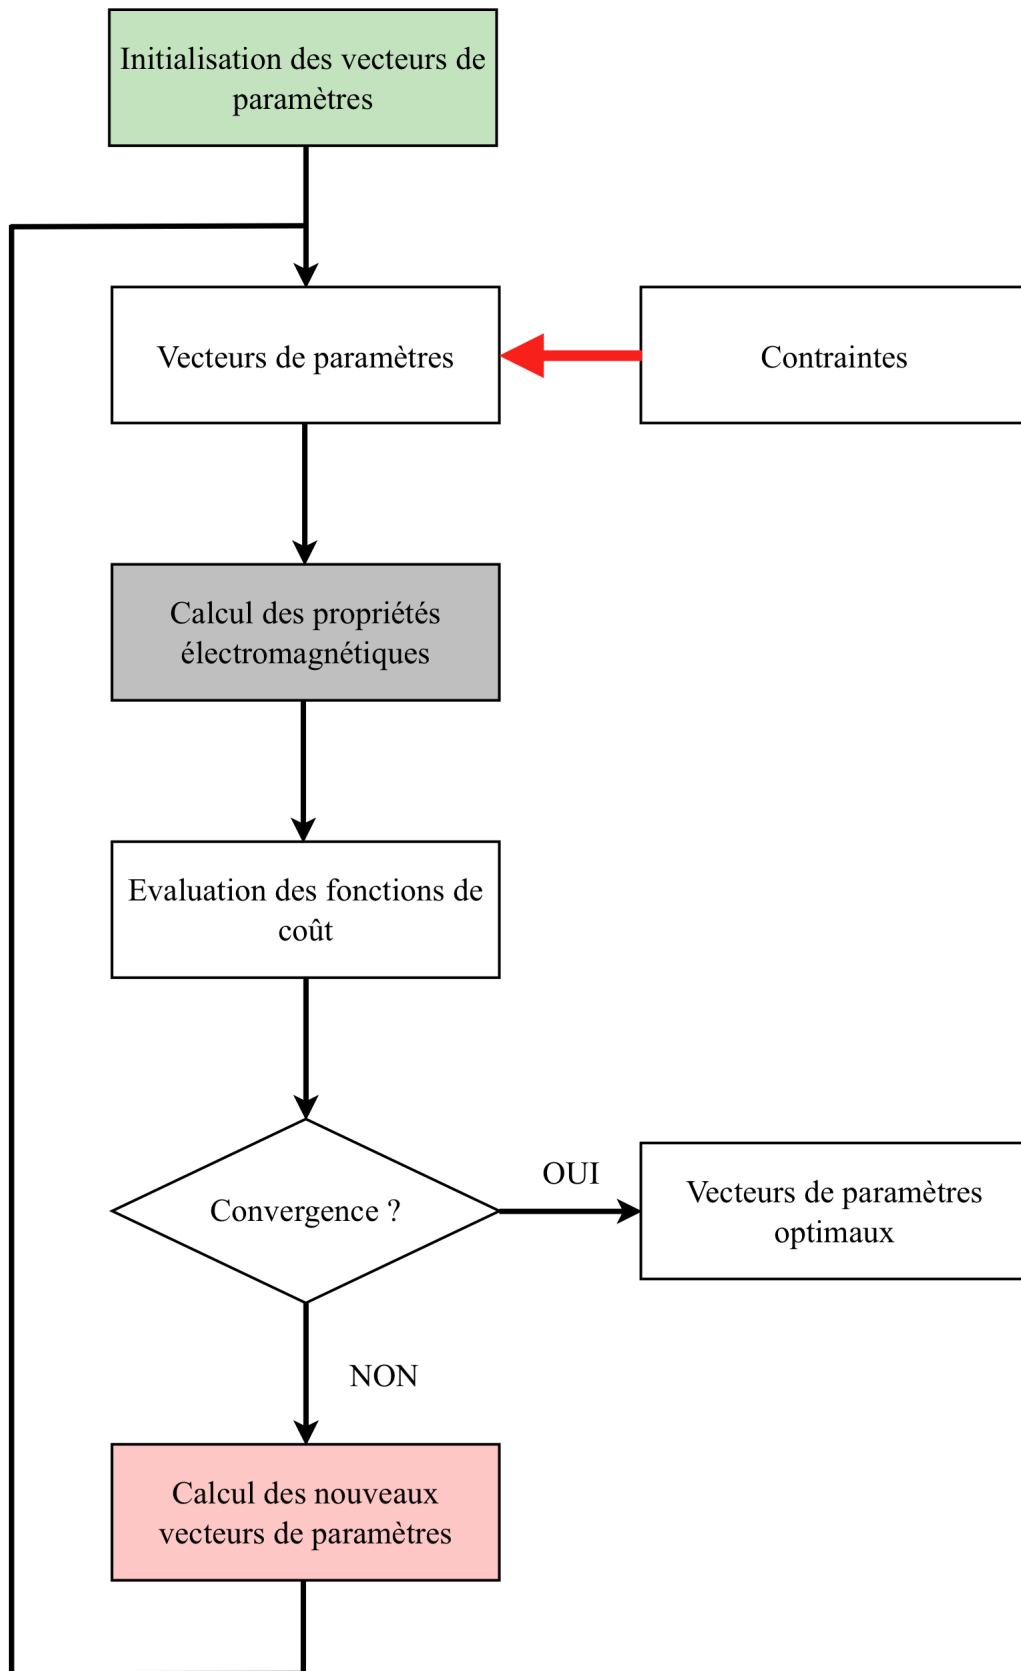 Initialisation des vecteurs de
paramètres
Vecteurs de paramètres
Contraintes
Calcul des propriétés
électromagnétiques
Evaluation des fonctions de
coût
Convergence ?
OUI
Vecteurs de paramètres
optimaux
NON
Calcul des nouveaux
vecteurs de paramètres